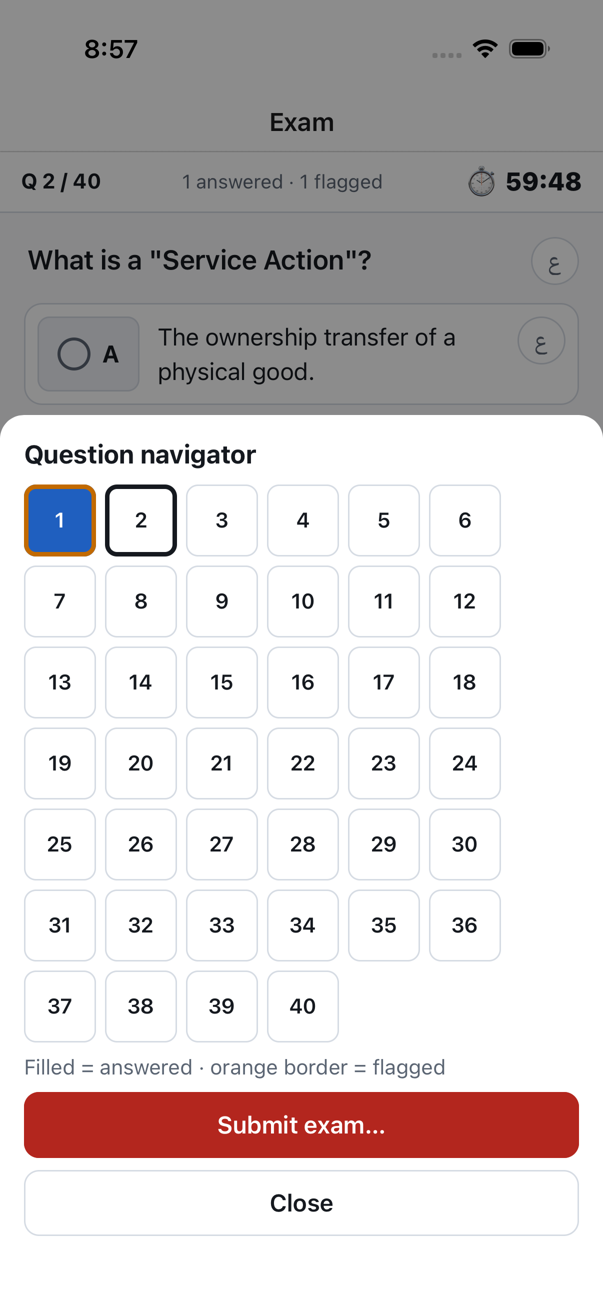 8:57
Exam
Q 2 / 40 1 answered · 1 flagged 59:48
What is a "Service Action"? ع
A The ownership transfer of a ع
physical good.
Question navigator
1 2 3 4 5 6
7 8 9 10 11 12
13 14 15 16 17 18
19 20 21 22 23 24
25 26 27 28 29 30
31 32 33 34 35 36
37 38 39 40
Filled = answered · orange border = flagged
Submit exam...
Close